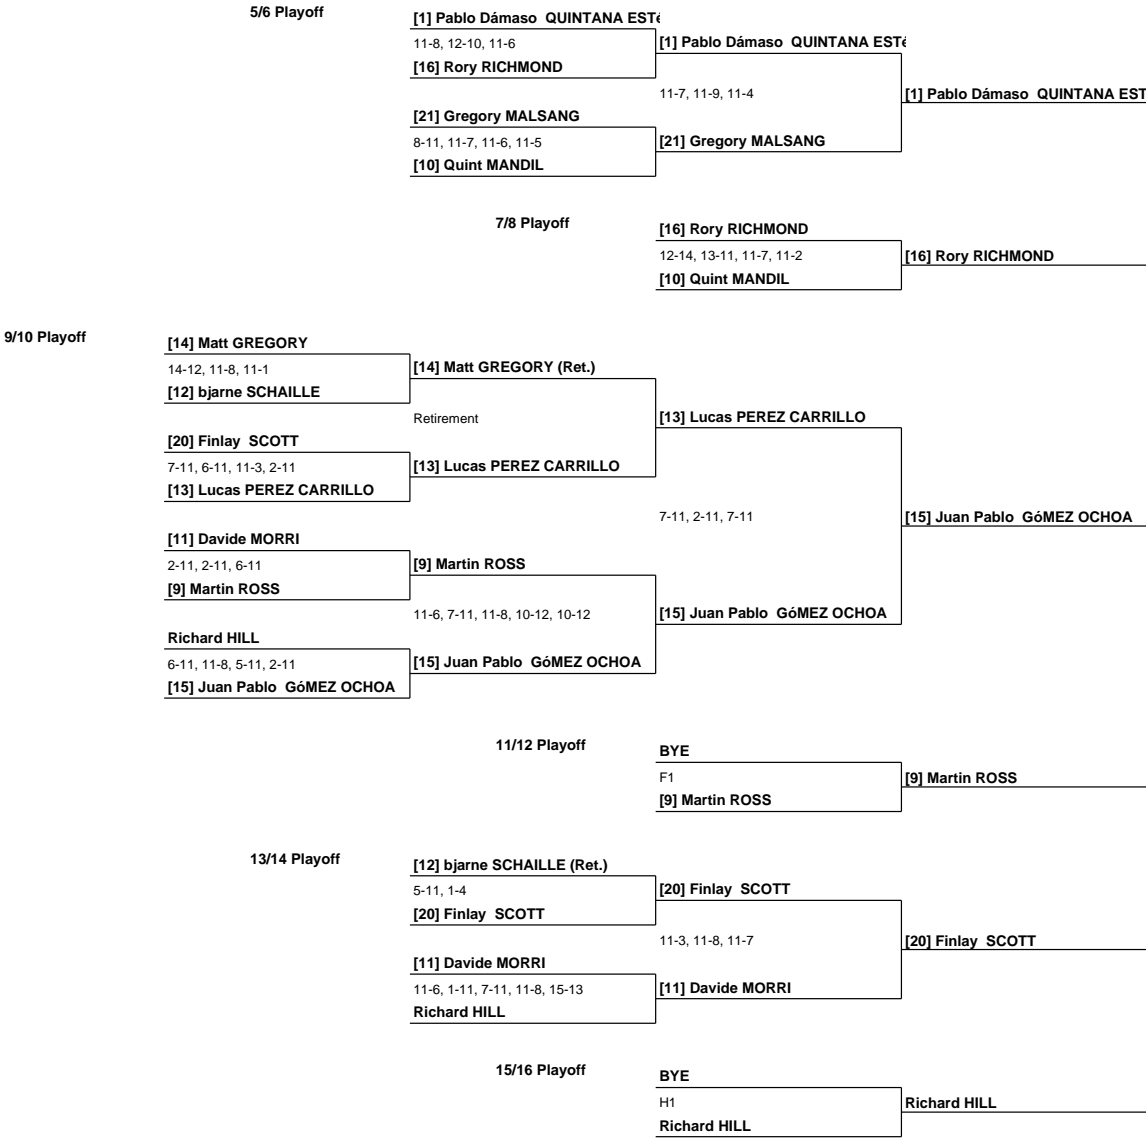 5/6 Playoff
[1] Pablo Dámaso QUINTANA ESTé
11-8, 12-10, 11-6
[1] Pablo Dámaso QUINTANA ESTé
[16] Rory RICHMOND
11-7, 11-9, 11-4
[1] Pablo Dámaso QUINTANA EST
[21] Gregory MALSANG
8-11, 11-7, 11-6, 11-5
[21] Gregory MALSANG
[10] Quint MANDIL
7/8 Playoff
[16] Rory RICHMOND
12-14, 13-11, 11-7, 11-2
[16] Rory RICHMOND
[10] Quint MANDIL
9/10 Playoff
[14] Matt GREGORY
14-12, 11-8, 11-1
[14] Matt GREGORY (Ret.)
[12] bjarne SCHAILLE
Retirement
[13] Lucas PEREZ CARRILLO
[20] Finlay SCOTT
7-11, 6-11, 11-3, 2-11
[13] Lucas PEREZ CARRILLO
[13] Lucas PEREZ CARRILLO
7-11, 2-11, 7-11
[15] Juan Pablo GóMEZ OCHOA
[11] Davide MORRI
2-11, 2-11, 6-11
[9] Martin ROSS
[9] Martin ROSS
11-6, 7-11, 11-8, 10-12, 10-12
[15] Juan Pablo GóMEZ OCHOA
Richard HILL
6-11, 11-8, 5-11, 2-11
[15] Juan Pablo GóMEZ OCHOA
[15] Juan Pablo GóMEZ OCHOA
11/12 Playoff
BYE
F1
[9] Martin ROSS
[9] Martin ROSS
13/14 Playoff
[12] bjarne SCHAILLE (Ret.)
5-11, 1-4
[20] Finlay SCOTT
[20] Finlay SCOTT
11-3, 11-8, 11-7
[20] Finlay SCOTT
[11] Davide MORRI
11-6, 1-11, 7-11, 11-8, 15-13
[11] Davide MORRI
Richard HILL
15/16 Playoff
BYE
H1
Richard HILL
Richard HILL